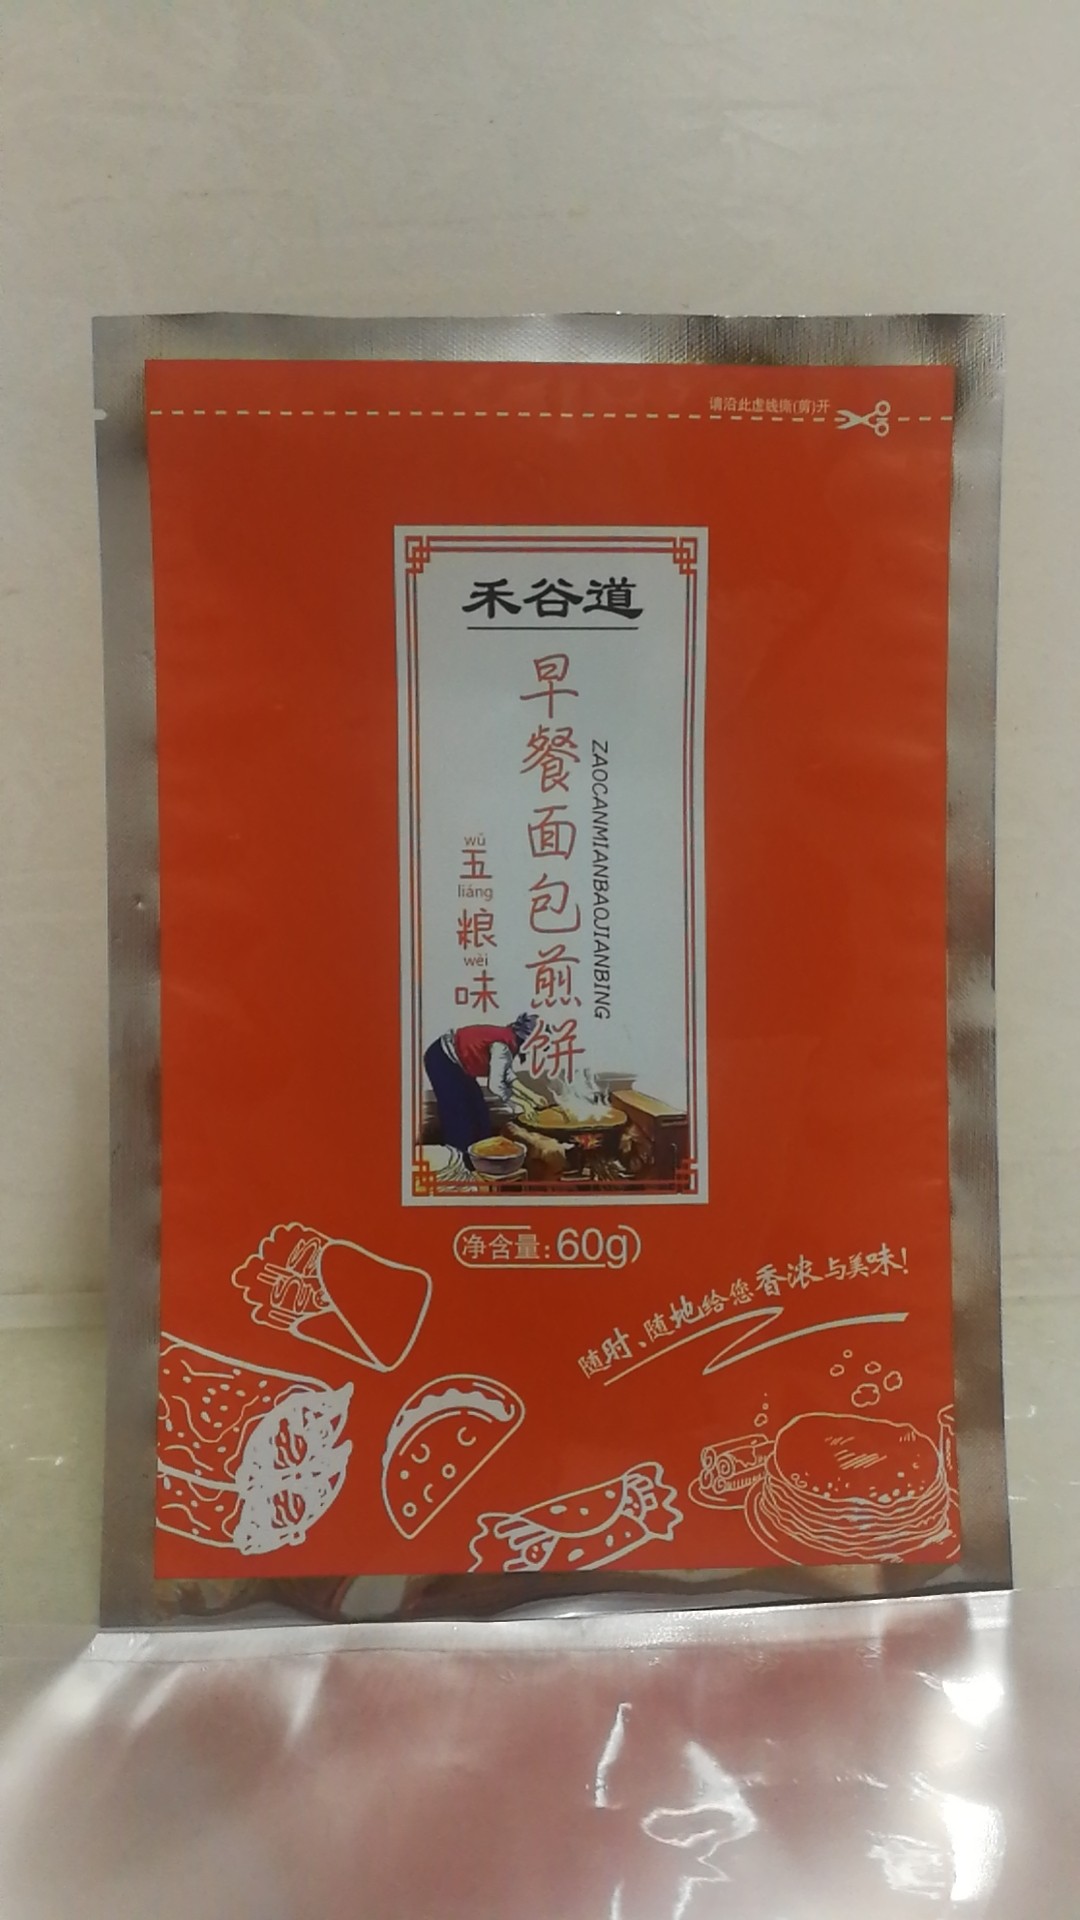 请沿此虚线撕(剪)开
禾谷道
早餐面包煎饼
ZAOCANMIANBAOJIANBING
wǔ
五
liáng
粮
wèi
味
净含量:60g
随时、随地给您香浓与美味!